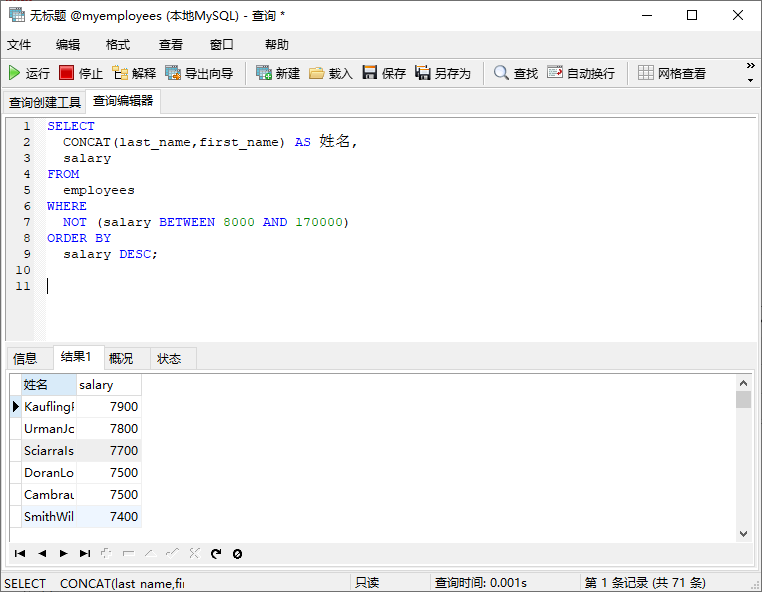 无标题 @myemployees (本地MySQL) - 查询 *
文件 编辑 格式 查看 窗口 帮助
运行 停止 解释 导出向导 新建 载入 保存 另存为 查找 自动换行 网格查看
查询创建工具 查询编辑器
1 SELECT
2 CONCAT(last_name,first_name) AS 姓名,
3 salary
4 FROM
5 employees
6 WHERE
7 NOT (salary BETWEEN 8000 AND 170000)
8 ORDER BY
9 salary DESC;
10
11
信息 结果1 概况 状态
姓名 salary
Kaufling 7900
UrmanJo 7800
SciarraIs 7700
DoranLo 7500
Cambrau 7500
SmithWil 7400
SELECT CONCAT(last_name,fir 只读 查询时间: 0.001s 第 1 条记录 (共 71 条)